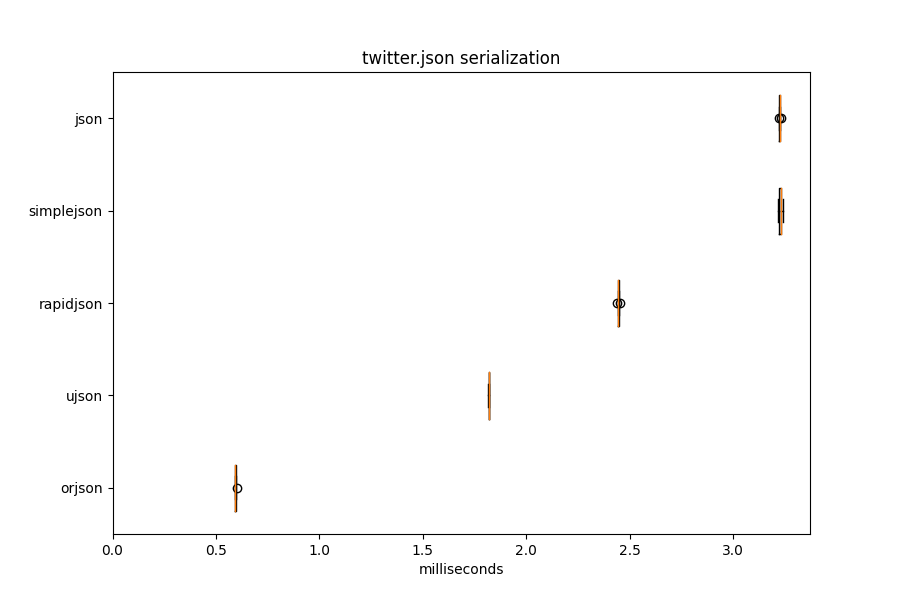 twitter.json serialization
json
simplejson
rapidjson
ujson
orjson
0.0 0.5 1.0 1.5 2.0 2.5 3.0
milliseconds